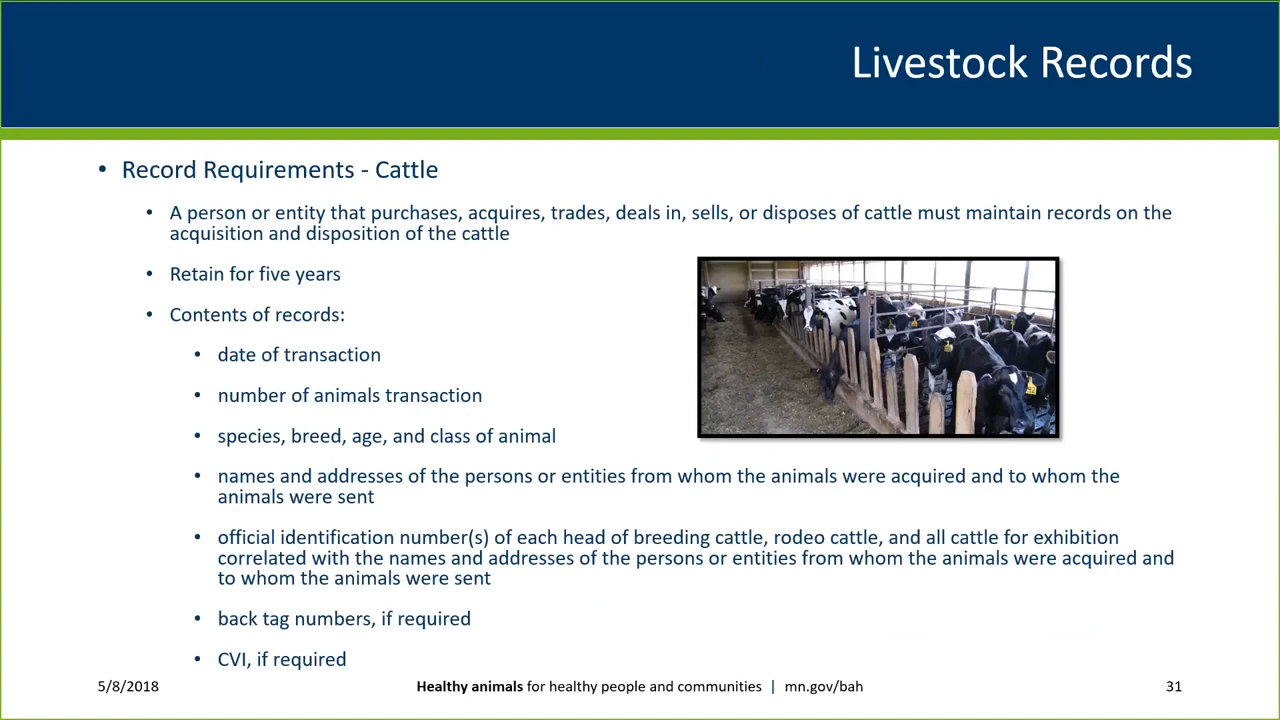 Livestock Records
• Record Requirements - Cattle
• A person or entity that purchases, acquires, trades, deals in, sells, or disposes of cattle must maintain records on the
acquisition and disposition of the cattle
• Retain for five years
• Contents of records:
• date of transaction
• number of animals transaction
• species, breed, age, and class of animal
• names and addresses of the persons or entities from whom the animals were acquired and to whom the
animals were sent
• official identification number(s) of each head of breeding cattle, rodeo cattle, and all cattle for exhibition
correlated with the names and addresses of the persons or entities from whom the animals were acquired and
to whom the animals were sent
• back tag numbers, if required
• CVI, if required
5/8/2018 Healthy animals for healthy people and communities | mn.gov/bah 31